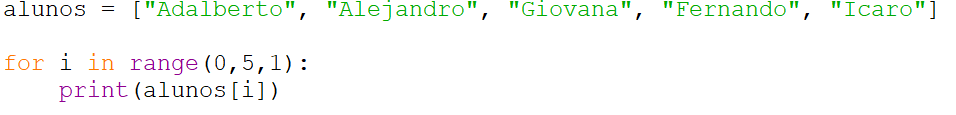 alunos = ["Adalberto", "Alejandro", "Giovana", "Fernando", "Icaro"]
for i in range(0,5,1):
    print(alunos[i])